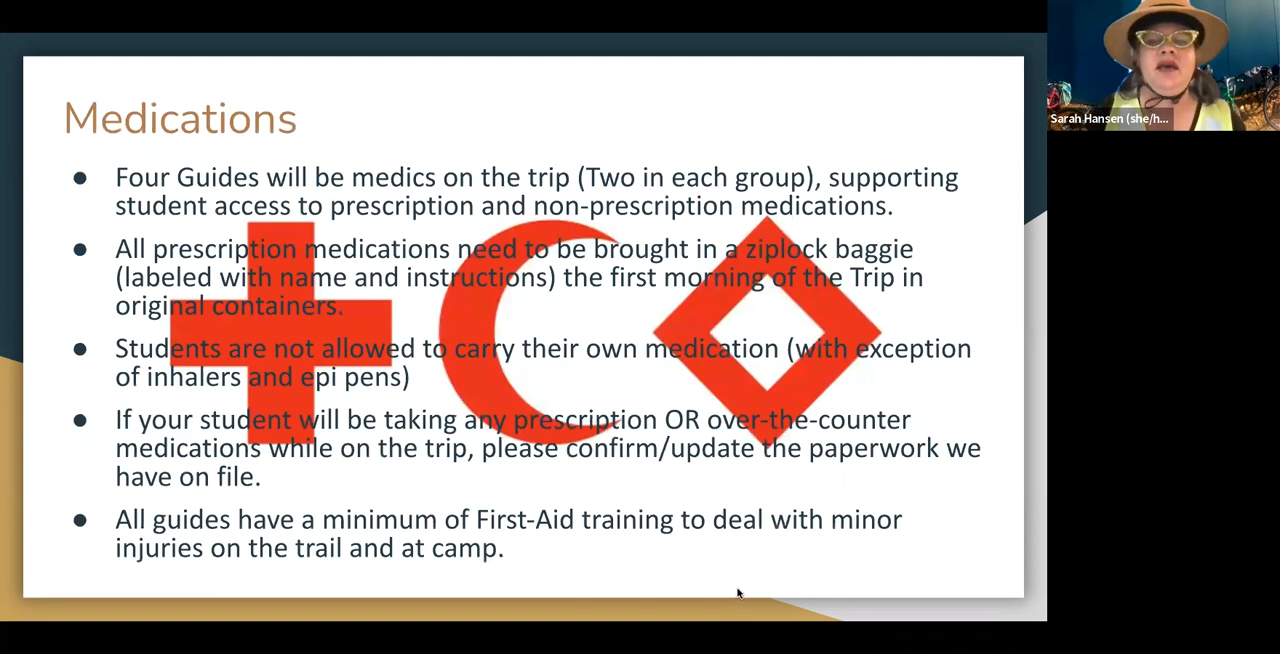 Medications
● Four Guides will be medics on the trip (Two in each group), supporting
student access to prescription and non-prescription medications.
● All prescription medications need to be brought in a ziplock baggie
(labeled with name and instructions) the first morning of the Trip in
original containers.
● Students are not allowed to carry their own medication (with exception
of inhalers and epi pens)
● If your student will be taking any prescription OR over-the-counter
medications while on the trip, please confirm/update the paperwork we
have on file.
● All guides have a minimum of First-Aid training to deal with minor
injuries on the trail and at camp.
Sarah Hansen (she/h...